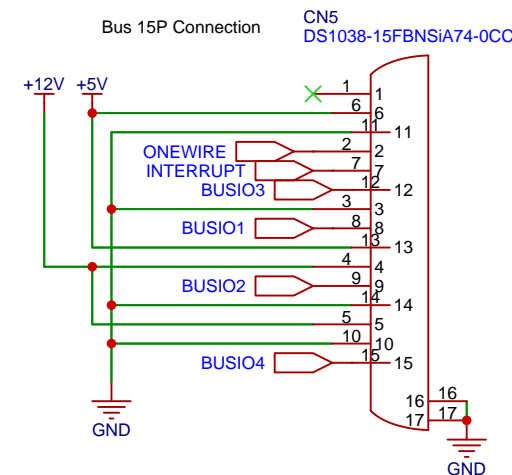 Bus 15P Connection
CN5
DS1038-15FBNSiA74-0CC
+12V +5V
1 1
6 6
11 11
ONEWIRE 2 2
INTERRUPT 7 7
BUSIO3 12 12
3 3
BUSIO1 8 8
13 13
4 4
BUSIO2 9 9
14 14
5 5
10 10
BUSIO4 15 15
16 16
17 17
GND
GND